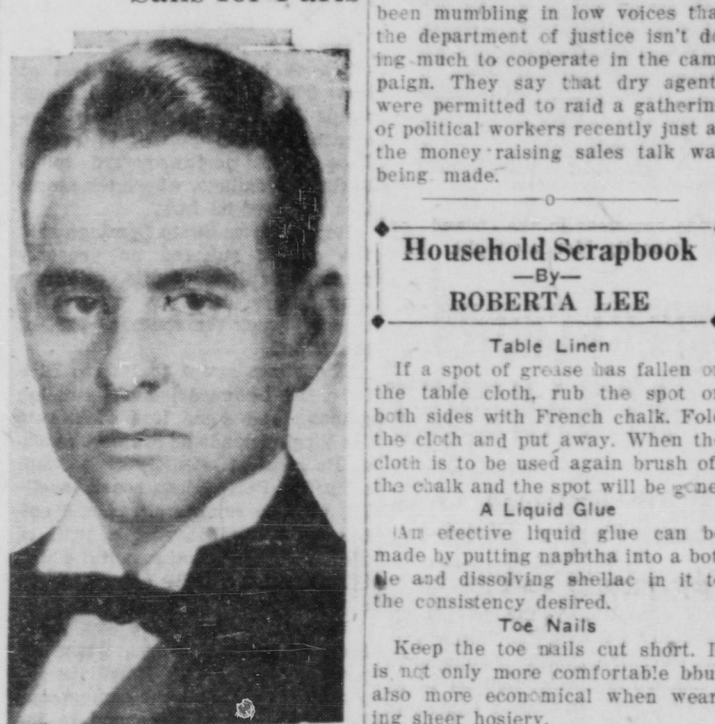 been mumbling in low voices tha
the department of justice isn't do
ing much to cooperate in the cam
paign. They say that dry agent
were permitted to raid a gatherin
of political workers recently just a
the money raising sales talk wa
being made.
Household Scrapbook
—By—
ROBERTA LEE
Table Linen
If a spot of grease has fallen o
the table cloth, rub the spot o
both sides with French chalk. Fol
the cloth and put away. When th
cloth is to be used again brush of
the chalk and the spot will be gone
A Liquid Glue
An efective liquid glue can b
made by putting naphtha into a bot
tle and dissolving shellac in it t
the consistency desired.
Toe Nails
Keep the toe nails cut short. I
is not only more comfortable bbu
also more economical when wear
ing sheer hosiery.